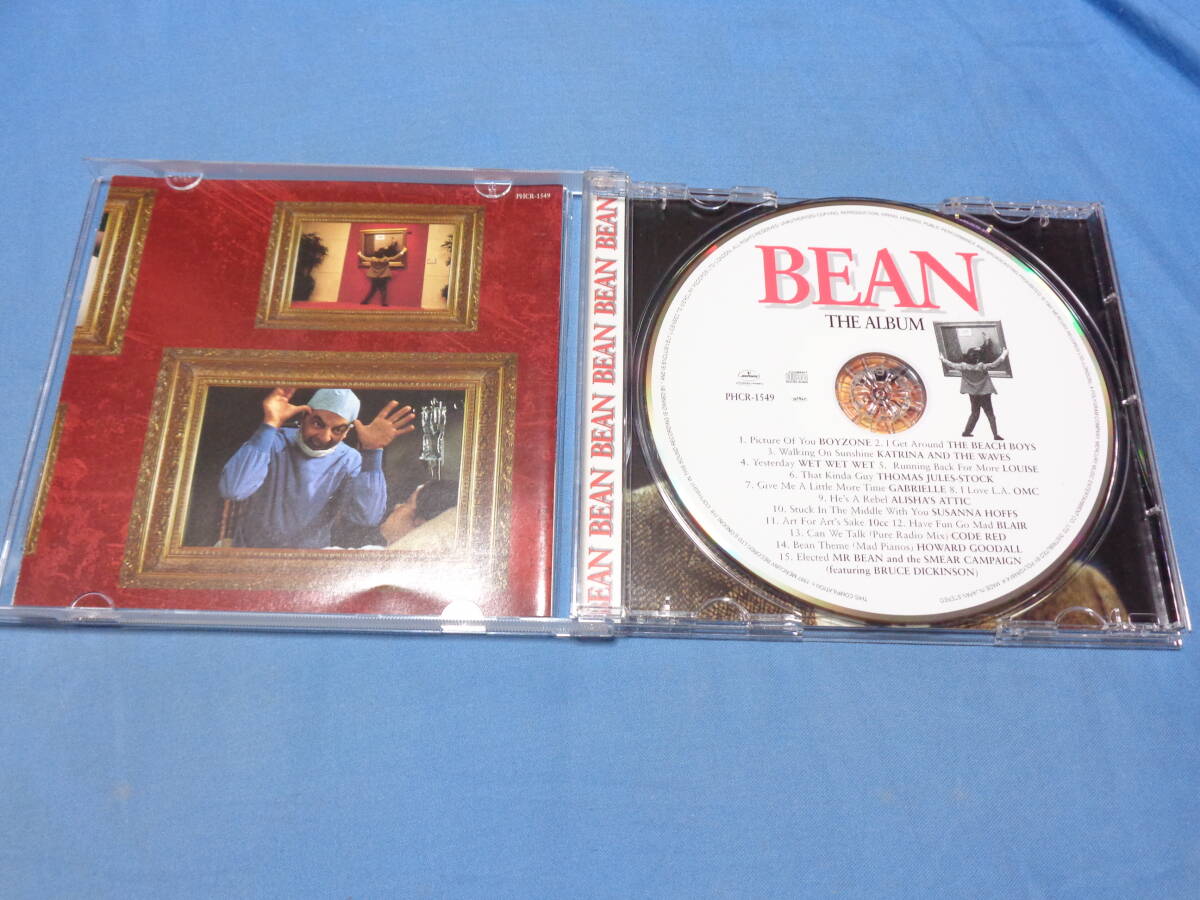 PHCR-1549
EAN BEAN BEAN BEAN BEAN BEAN
BEAN
THE ALBUM
PHCR-1549
1. Picture Of You BOYZONE 2. I Get Around THE BEACH BOYS
3. Walking On Sunshine KATRINA AND THE WAVES
4. Yesterday WET WET WET 5. Running Back For More LOUISE
6. That Kinda Guy THOMAS JULES-STOCK
7. Give Me A Little More Time GABRIELLE 8. I Love L.A. OMC
9. He's A Rebel ALISHA'S ATTIC
10. Stuck In The Middle With You SUSANNA HOFFS
11. Art For Art's Sake 10cc 12. Have Fun Go Mad BLAIR
13. Can We Talk (Pure Radio Mix) CODE RED
14. Bean Theme (Mad Pianos) HOWARD GOODALL
15. Elected MR BEAN and the SMEAR CAMPAIGN
(featuring BRUCE DICKINSON)